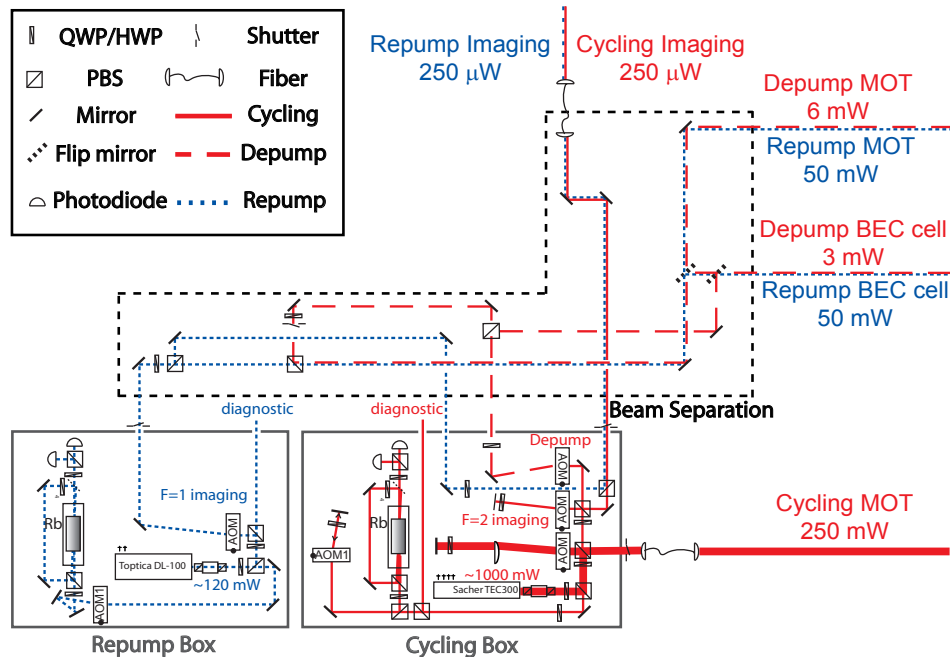 QWP/HWP
Shutter
PBS
Fiber
Mirror
Cycling
Flip mirror
Depump
Photodiode
Repump
Repump Imaging
250 μW
Cycling Imaging
250 μW
Depump MOT
6 mW
Repump MOT
50 mW
Depump BEC cell
3 mW
Repump BEC cell
50 mW
Beam Separation
diagnostic
diagnostic
Depump
AOM
F=1 imaging
AOM
Rb
Toptica DL-100
~120 mW
AOM1
Repump Box
Rb
F=2 imaging
AOM
AOM
AOM1
~1000 mW
Sacher TEC300
Cycling Box
Cycling MOT
250 mW